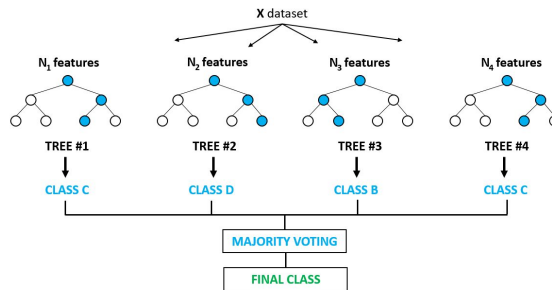 X dataset
N1 features
N2 features
N3 features
N4 features
TREE #1
TREE #2
TREE #3
TREE #4
CLASS C
CLASS D
CLASS B
CLASS C
MAJORITY VOTING
FINAL CLASS